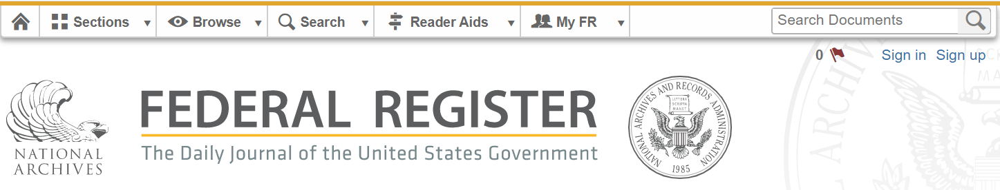 Sections ▼ Browse ▼ Search ▼ Reader Aids ▼ My FR ▼ Search Documents
0 Sign in Sign up
NATIONAL
ARCHIVES
FEDERAL REGISTER
The Daily Journal of the United States Government
NATIONAL ARCHIVES AND RECORDS ADMINISTRATION
LITTERA
SCRIPTA
MANET
1985